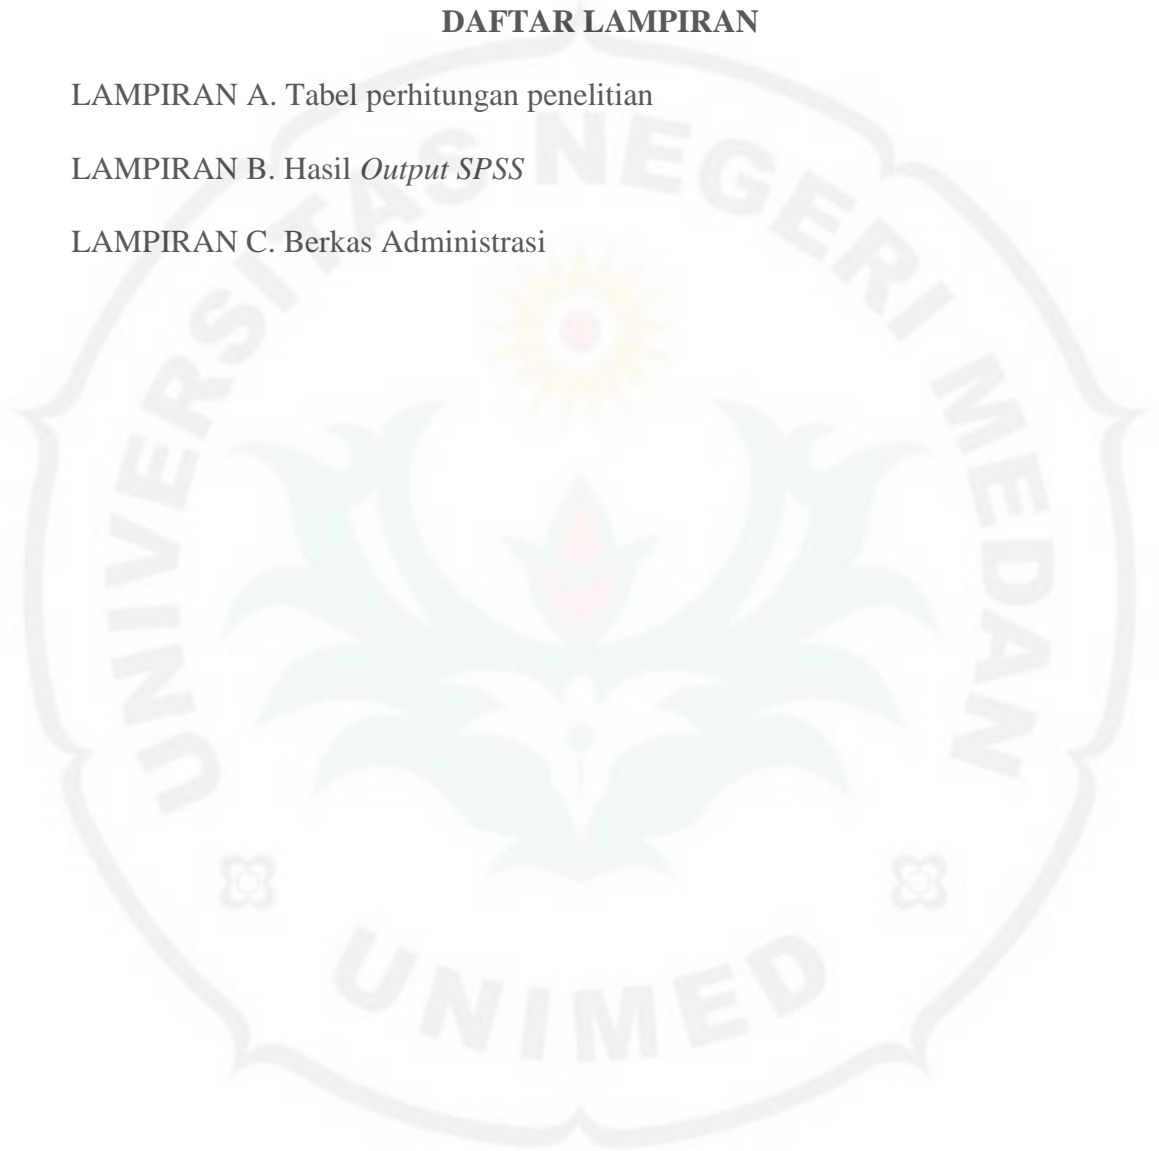 DAFTAR LAMPIRAN
LAMPIRAN A. Tabel perhitungan penelitian
LAMPIRAN B. Hasil Output SPSS
LAMPIRAN C. Berkas Administrasi
UNIVERSITAS NEGERI MEDAN
UNIMED